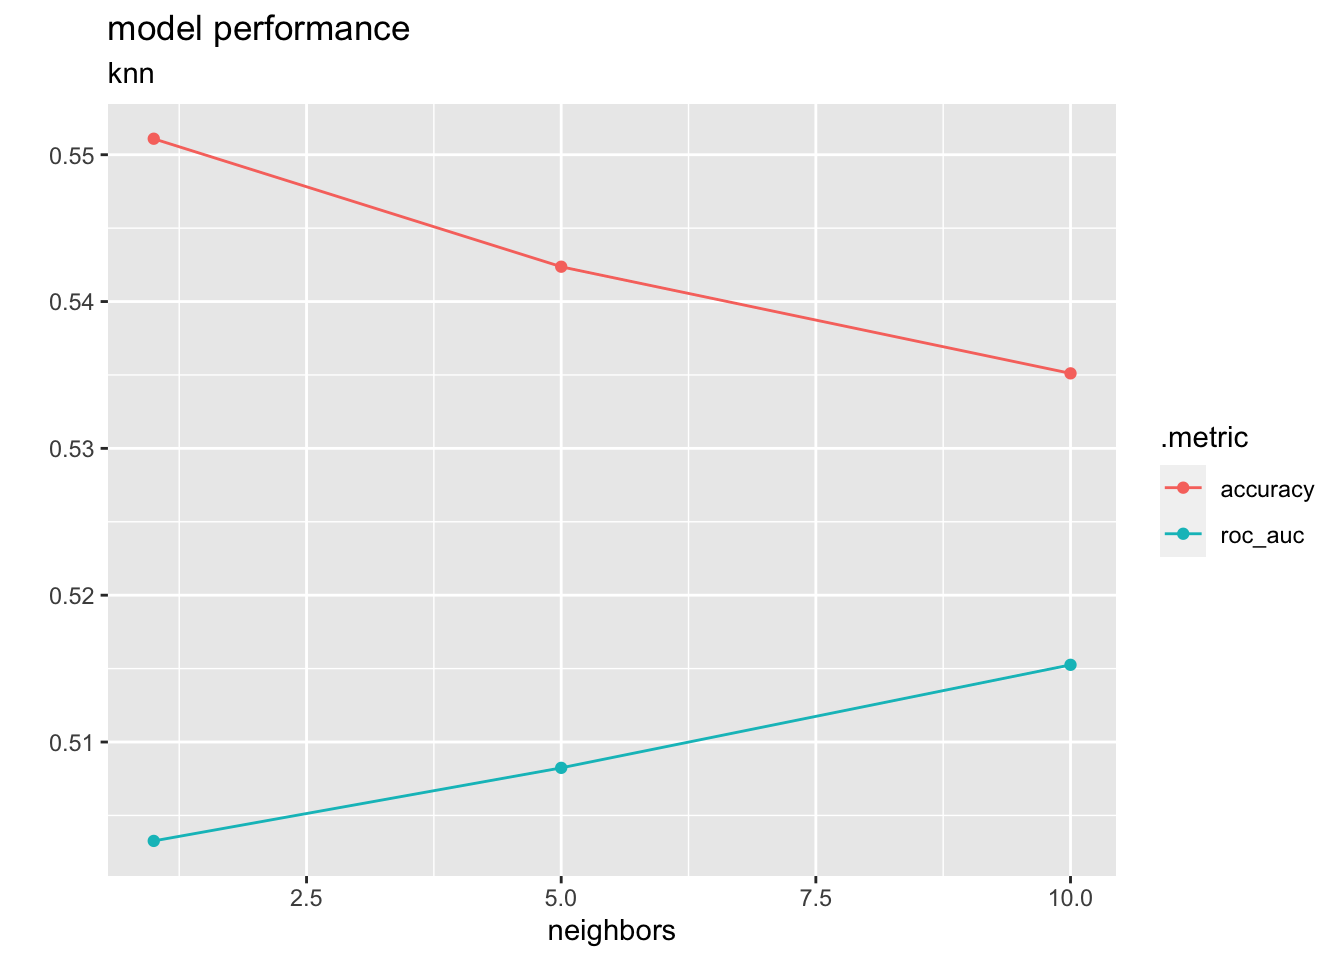 model performance
knn
0.55
0.54
0.53
0.52
0.51
2.5 5.0 7.5 10.0
neighbors
.metric
accuracy
roc_auc